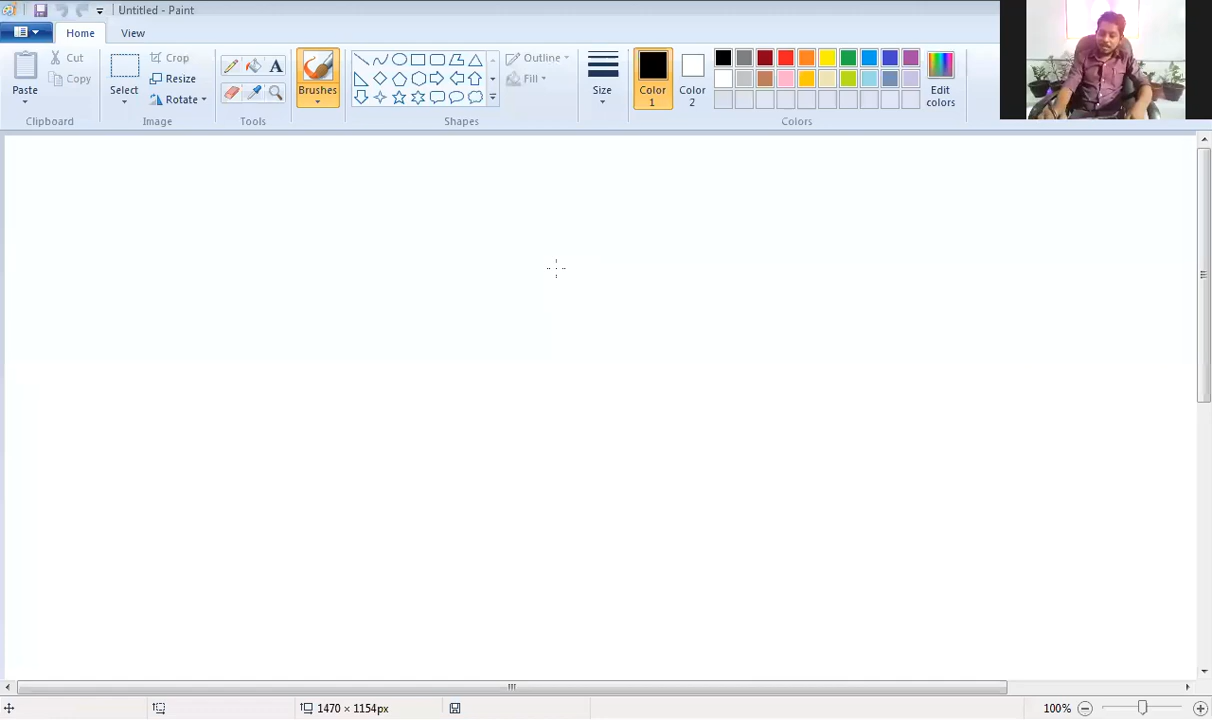 Untitled - Paint
Home View
Paste Cut Copy
Select Crop Resize Rotate
A
Brushes
Outline Fill
Size
Color 1
Color 2
Edit colors
Clipboard Image Tools Shapes Colors
1470 × 1154px 100%